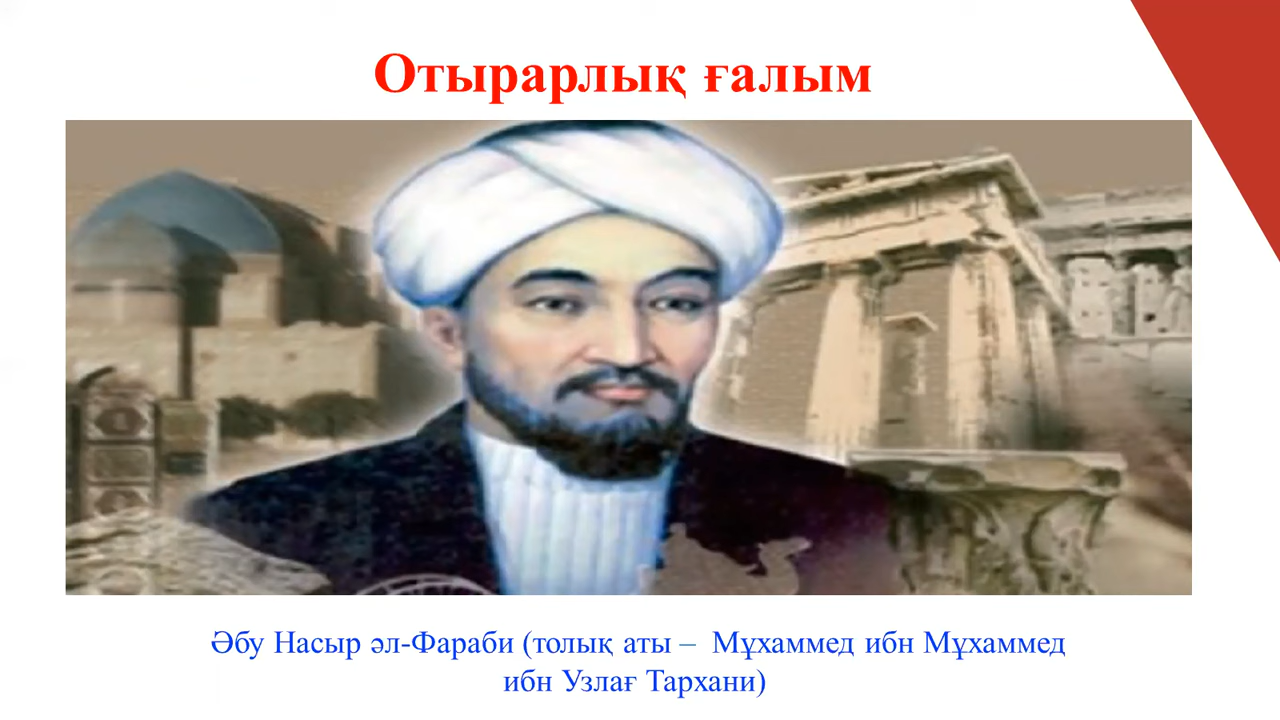 Отырарлық ғалым
Әбу Насыр әл-Фараби (толық аты – Мұхаммед ибн Мұхаммед
ибн Узлағ Тархани)